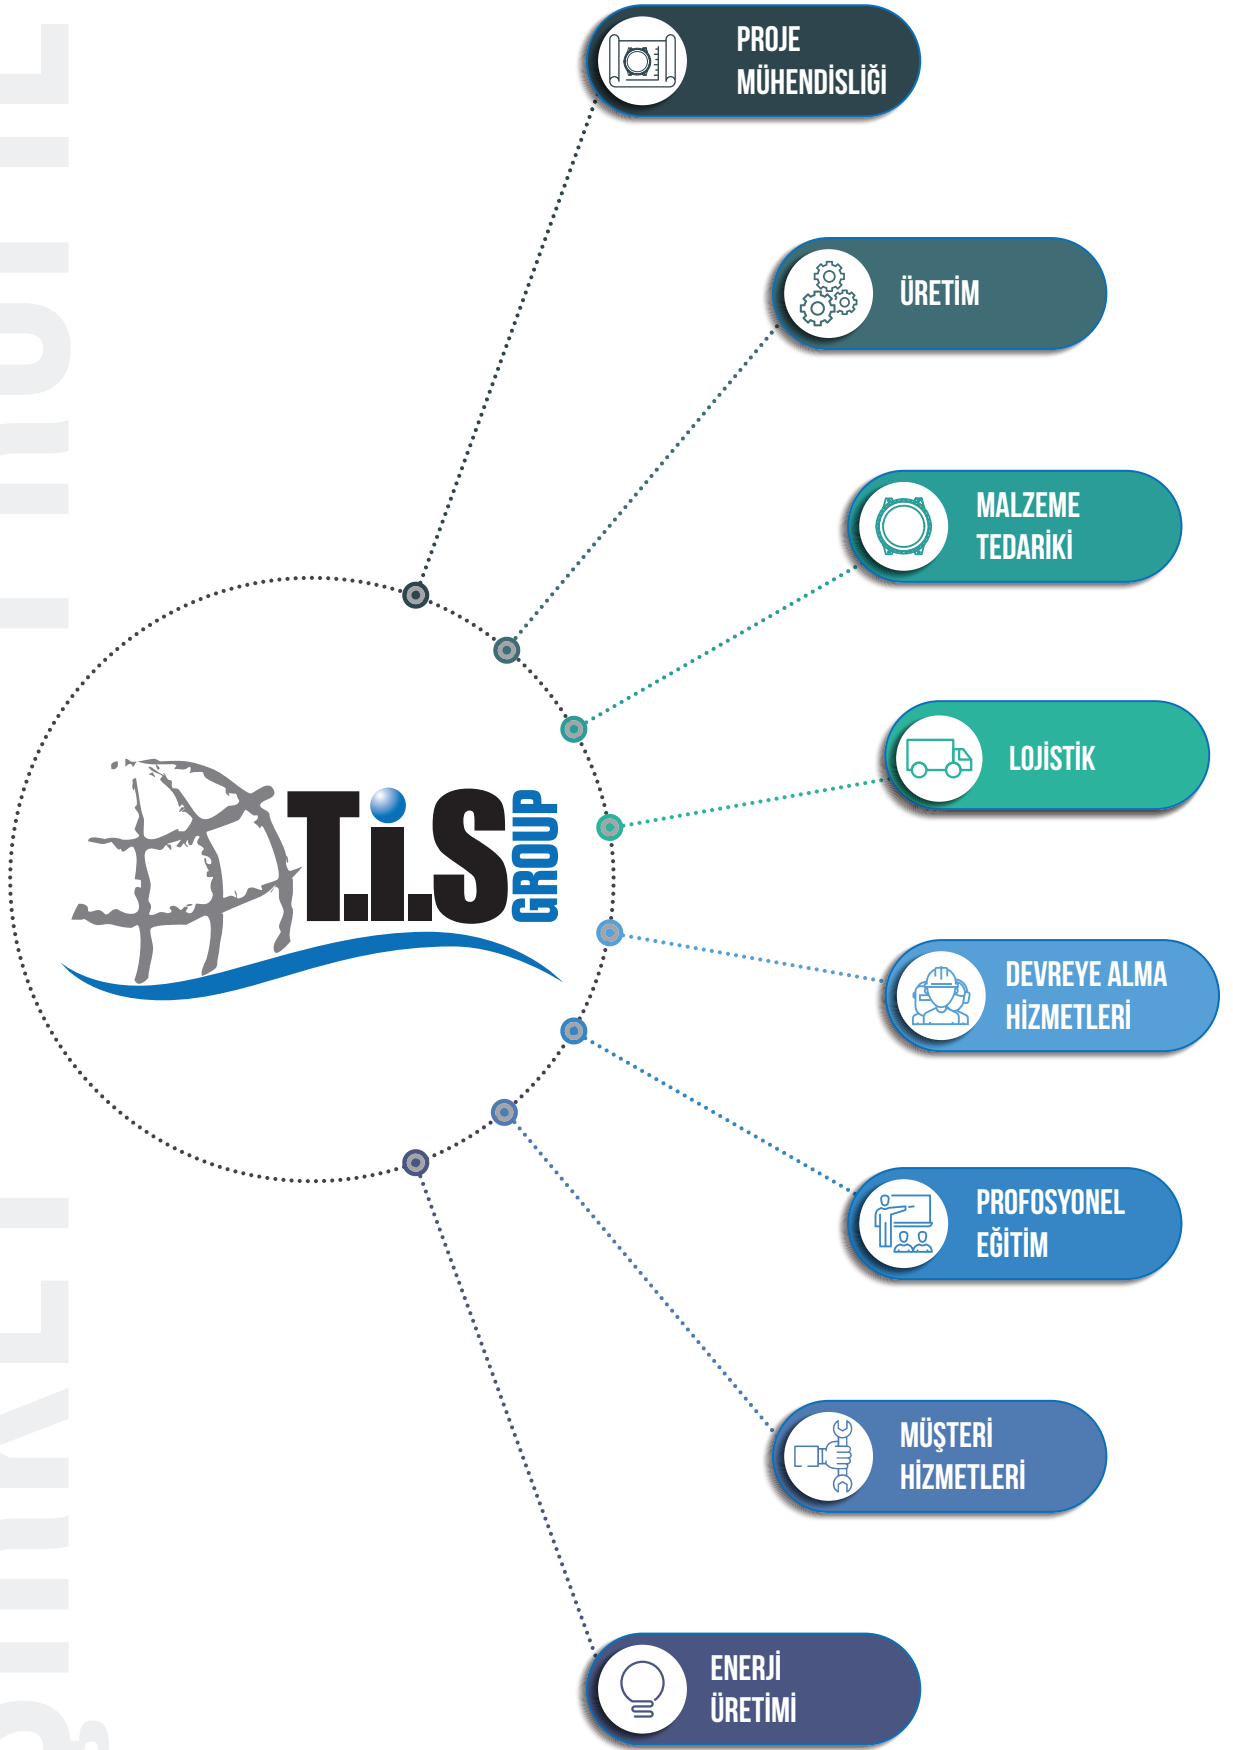 PROJE
MÜHENDİSLİĞİ
ÜRETİM
MALZEME
TEDARİKİ
LOJİSTİK
T.i.S
GROUP
DEVREYE ALMA
HİZMETLERİ
PROFOSYONEL
EĞİTİM
MÜŞTERİ
HİZMETLERİ
ENERJİ
ÜRETİMİ